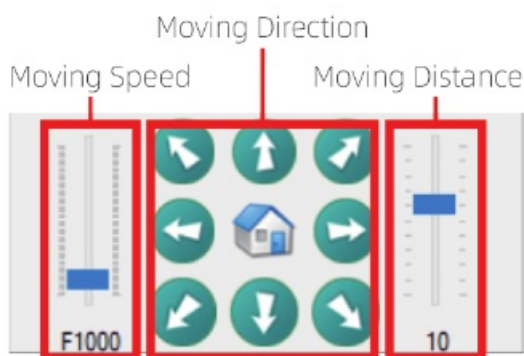 Moving Direction
Moving Speed
Moving Distance
F1000
10